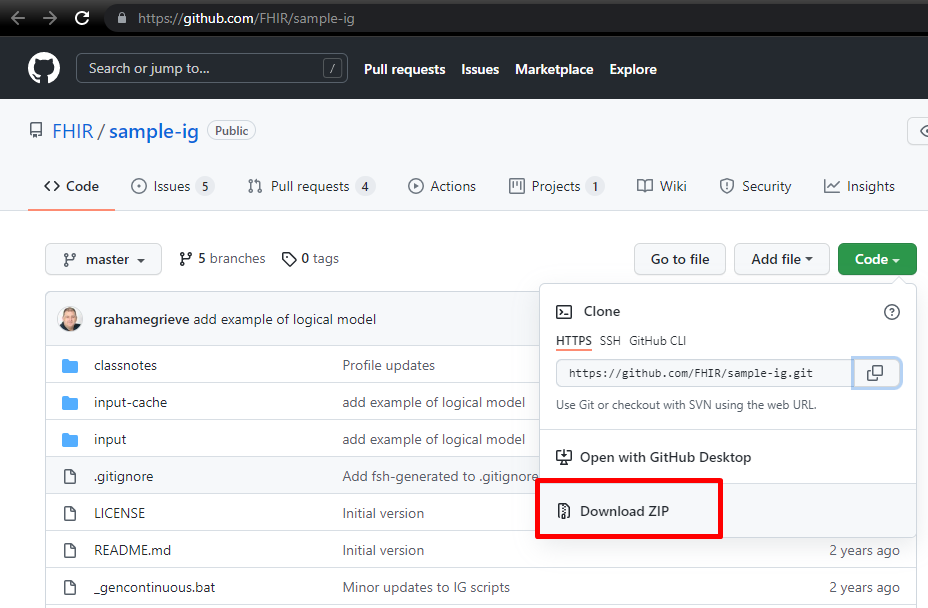 https://github.com/FHIR/sample-ig
Search or jump to... / Pull requests Issues Marketplace Explore
FHIR / sample-ig Public
Code Issues 5 Pull requests 4 Actions Projects 1 Wiki Security Insights
master 5 branches 0 tags Go to file Add file Code
grahamegrieve add example of logical model
Clone
HTTPS SSH GitHub CLI
https://github.com/FHIR/sample-ig.git
Use Git or checkout with SVN using the web URL.
Open with GitHub Desktop
Download ZIP
classnotes Profile updates
input-cache add example of logical model
input add example of logical model
.gitignore Add fsh-generated to .gitignore
LICENSE Initial version
README.md Initial version 2 years ago
_gencontinuous.bat Minor updates to IG scripts 2 years ago